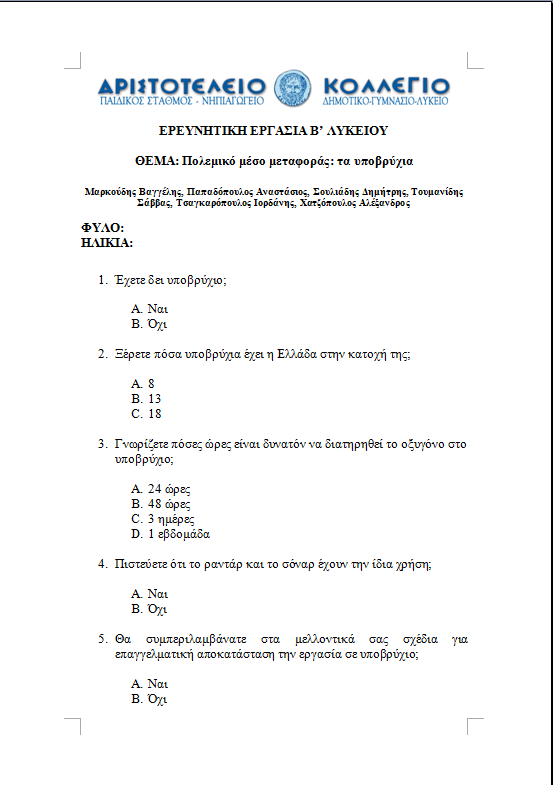 ΑΡΙΣΤΟΤΕΛΕΙΟ ΚΟΛΛΕΓΙΟ
ΠΑΙΔΙΚΟΣ ΣΤΑΘΜΟΣ - ΝΗΠΙΑΓΩΓΕΙΟ ΔΗΜΟΤΙΚΟ-ΓΥΜΝΑΣΙΟ-ΛΥΚΕΙΟ
ΕΡΕΥΝΗΤΙΚΗ ΕΡΓΑΣΙΑ Β’ ΛΥΚΕΙΟΥ
ΘΕΜΑ: Πολεμικό μέσο μεταφοράς: τα υποβρύχια
Μαρκούδης Βαγγέλης, Παπαδόπουλος Αναστάσιος, Σουλιάδης Δημήτρης, Τουμανίδης
Σάββας, Τσαγκαρόπουλος Ιορδάνης, Χατζόπουλος Αλέξανδρος
ΦΥΛΟ:
ΗΛΙΚΙΑ:
1. Έχετε δει υποβρύχιο;
A. Ναι
B. Όχι
2. Ξέρετε πόσα υποβρύχια έχει η Ελλάδα στην κατοχή της;
A. 8
B. 13
C. 18
3. Γνωρίζετε πόσες ώρες είναι δυνατόν να διατηρηθεί το οξυγόνο στο
υποβρύχιο;
A. 24 ώρες
B. 48 ώρες
C. 3 ημέρες
D. 1 εβδομάδα
4. Πιστεύετε ότι το ραντάρ και το σόναρ έχουν την ίδια χρήση;
A. Ναι
B. Όχι
5. Θα συμπεριλαμβάνατε στα μελλοντικά σας σχέδια για
επαγγελματική αποκατάσταση την εργασία σε υποβρύχιο;
A. Ναι
B. Όχι